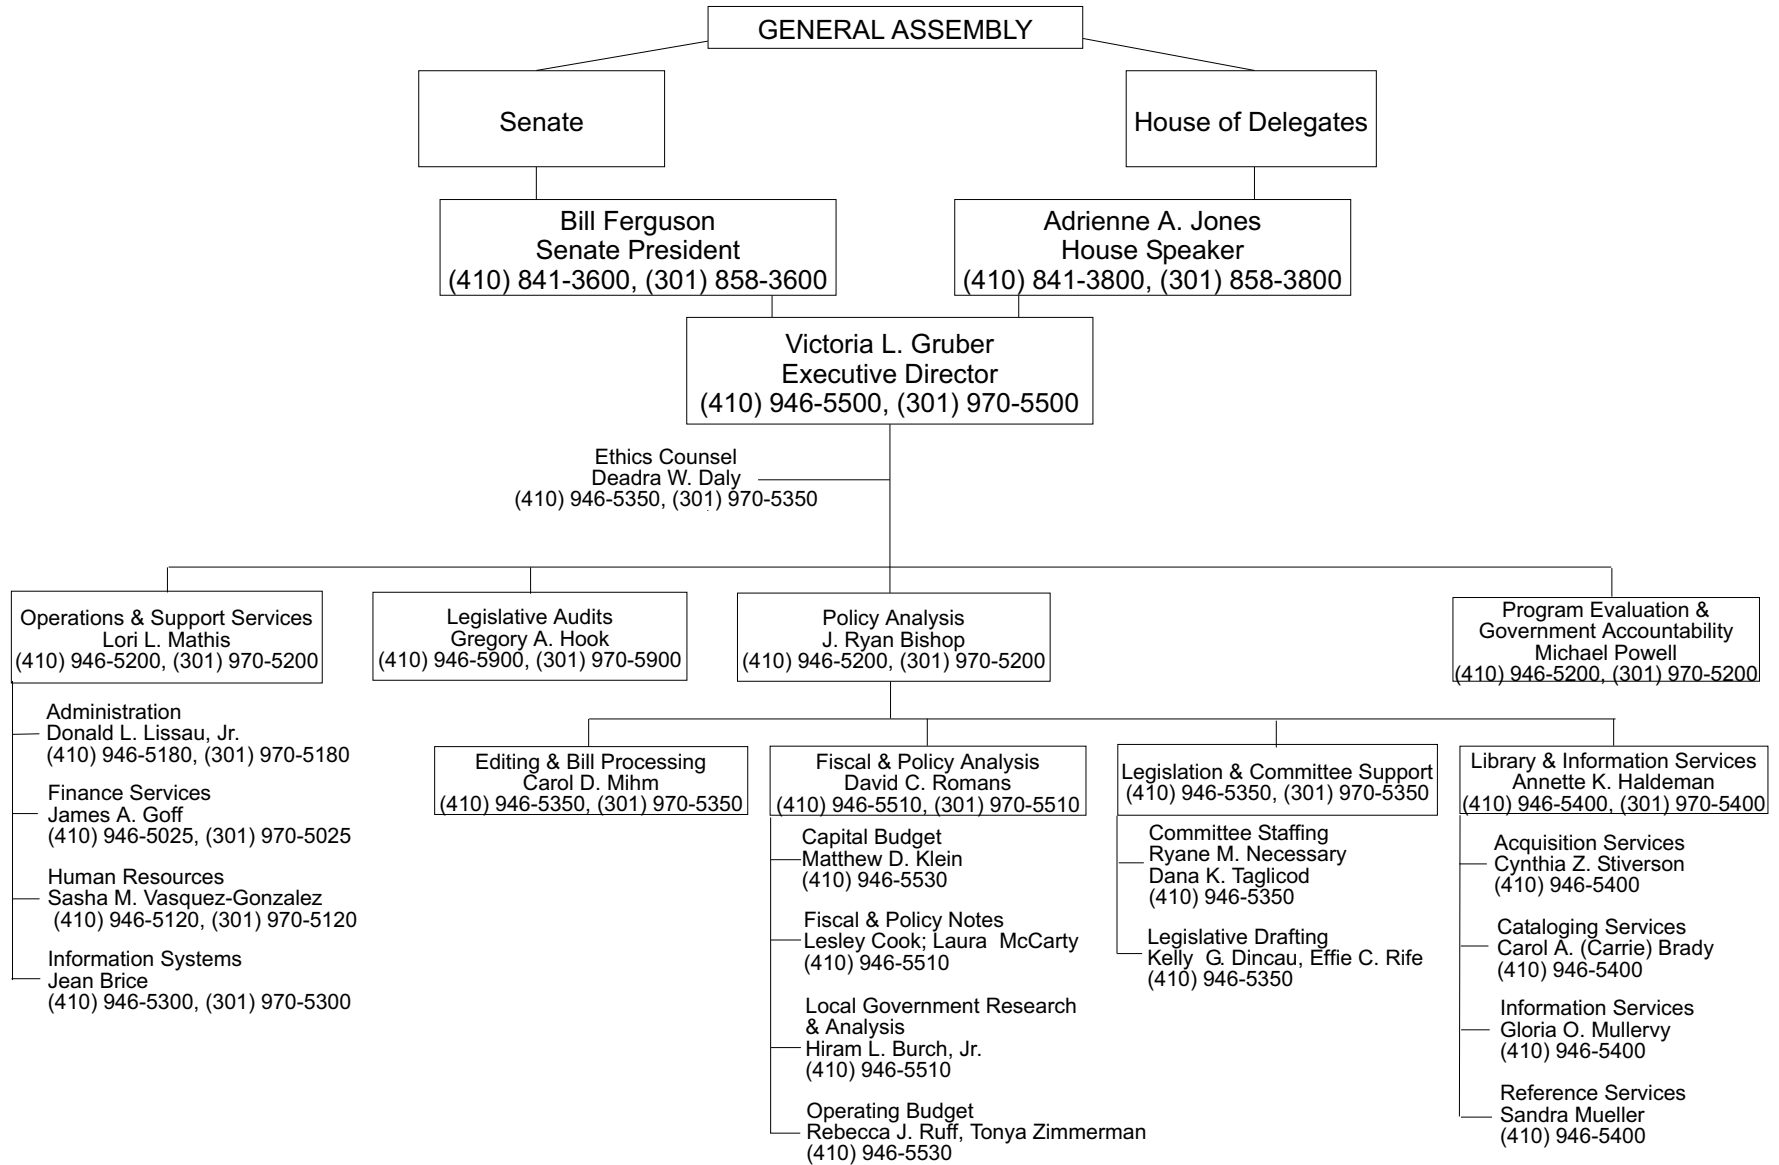 GENERAL ASSEMBLY
Senate
House of Delegates
Bill Ferguson
Senate President
(410) 841-3600, (301) 858-3600
Adrienne A. Jones
House Speaker
(410) 841-3800, (301) 858-3800
Victoria L. Gruber
Executive Director
(410) 946-5500, (301) 970-5500
Ethics Counsel
Deadra W. Daly
(410) 946-5350, (301) 970-5350
Operations & Support Services
Lori L. Mathis
(410) 946-5200, (301) 970-5200
Legislative Audits
Gregory A. Hook
(410) 946-5900, (301) 970-5900
Policy Analysis
J. Ryan Bishop
(410) 946-5200, (301) 970-5200
Program Evaluation &
Government Accountability
Michael Powell
(410) 946-5200, (301) 970-5200
Administration
Donald L. Lissau, Jr.
(410) 946-5180, (301) 970-5180
Finance Services
James A. Goff
(410) 946-5025, (301) 970-5025
Human Resources
Sasha M. Vasquez-Gonzalez
(410) 946-5120, (301) 970-5120
Information Systems
Jean Brice
(410) 946-5300, (301) 970-5300
Editing & Bill Processing
Carol D. Mihm
(410) 946-5350, (301) 970-5350
Fiscal & Policy Analysis
David C. Romans
(410) 946-5510, (301) 970-5510
Capital Budget
Matthew D. Klein
(410) 946-5530
Fiscal & Policy Notes
Lesley Cook; Laura McCarty
(410) 946-5510
Local Government Research
& Analysis
Hiram L. Burch, Jr.
(410) 946-5510
Operating Budget
Rebecca J. Ruff, Tonya Zimmerman
(410) 946-5530
Legislation & Committee Support
(410) 946-5350, (301) 970-5350
Committee Staffing
Ryane M. Necessary
Dana K. Taglicod
(410) 946-5350
Legislative Drafting
Kelly G. Dincau, Effie C. Rife
(410) 946-5350
Library & Information Services
Annette K. Haldeman
(410) 946-5400, (301) 970-5400
Acquisition Services
Cynthia Z. Stiverson
(410) 946-5400
Cataloging Services
Carol A. (Carrie) Brady
(410) 946-5400
Information Services
Gloria O. Mullervy
(410) 946-5400
Reference Services
Sandra Mueller
(410) 946-5400